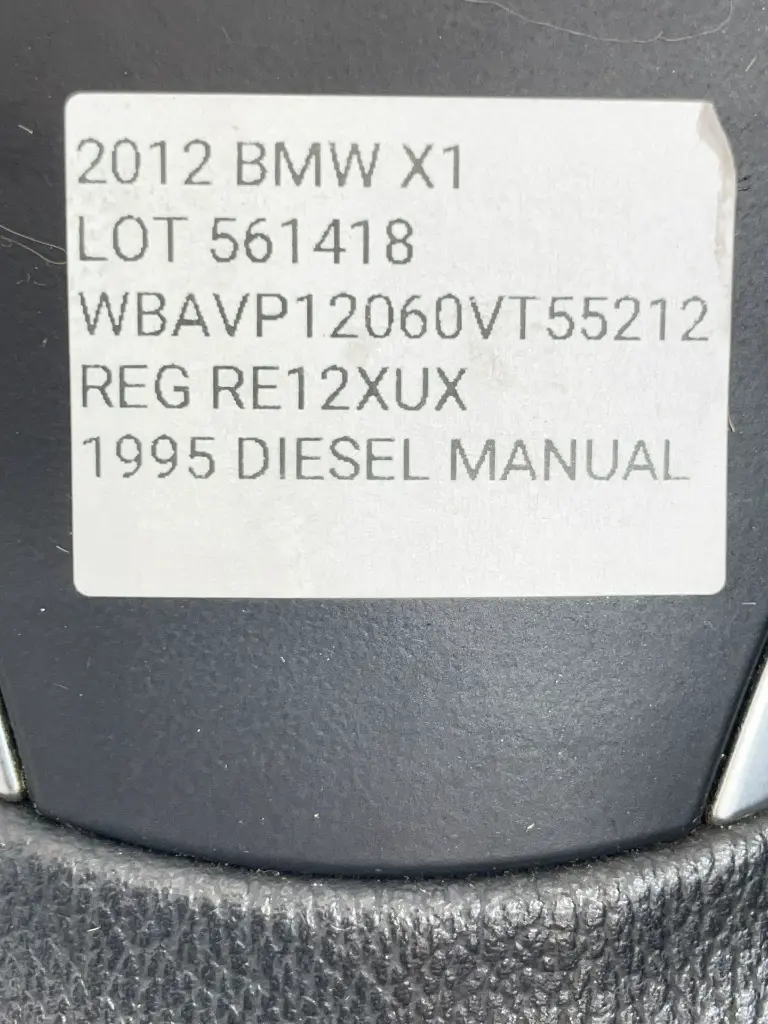 2012 BMW X1
LOT 561418
WBAVP12060VT55212
REG RE12XUX
1995 DIESEL MANUAL